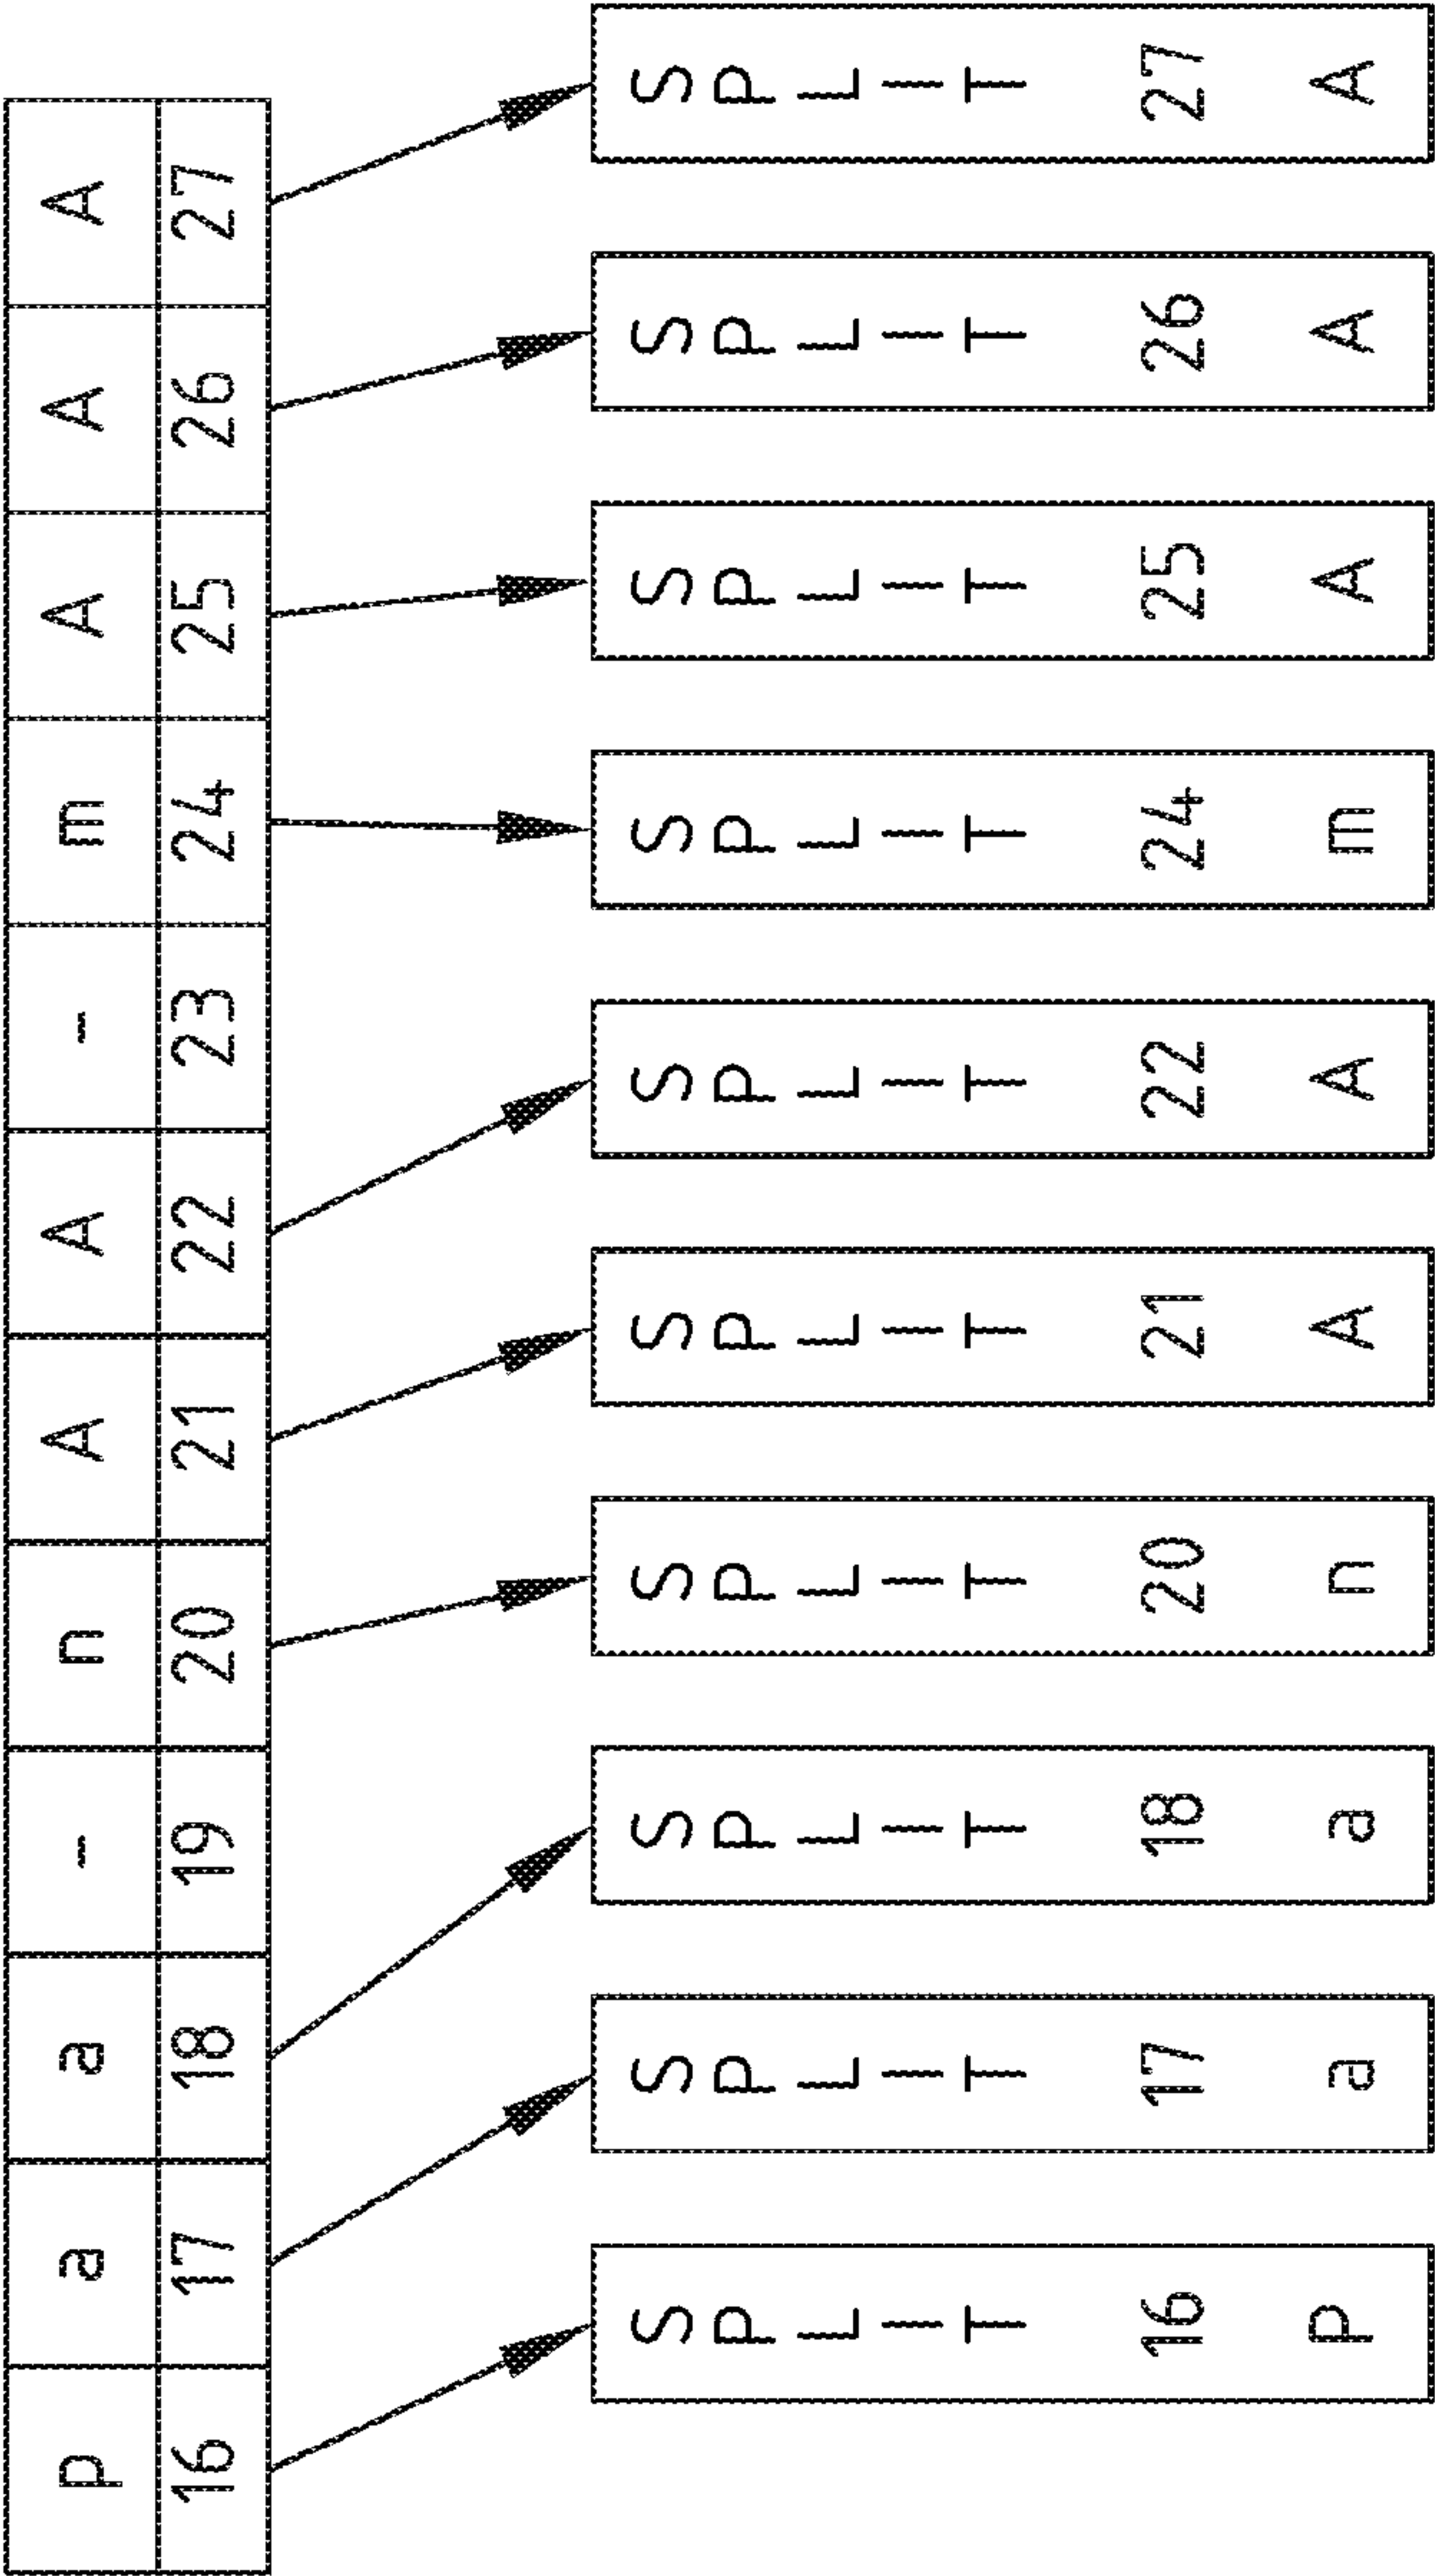 p a a - n A A - m A A A
16 17 18 19 20 21 22 23 24 25 26 27
SPLIT 16 P
SPLIT 17 a
SPLIT 18 a
SPLIT 20 n
SPLIT 21 A
SPLIT 22 A
SPLIT 24 m
SPLIT 25 A
SPLIT 26 A
SPLIT 27 A